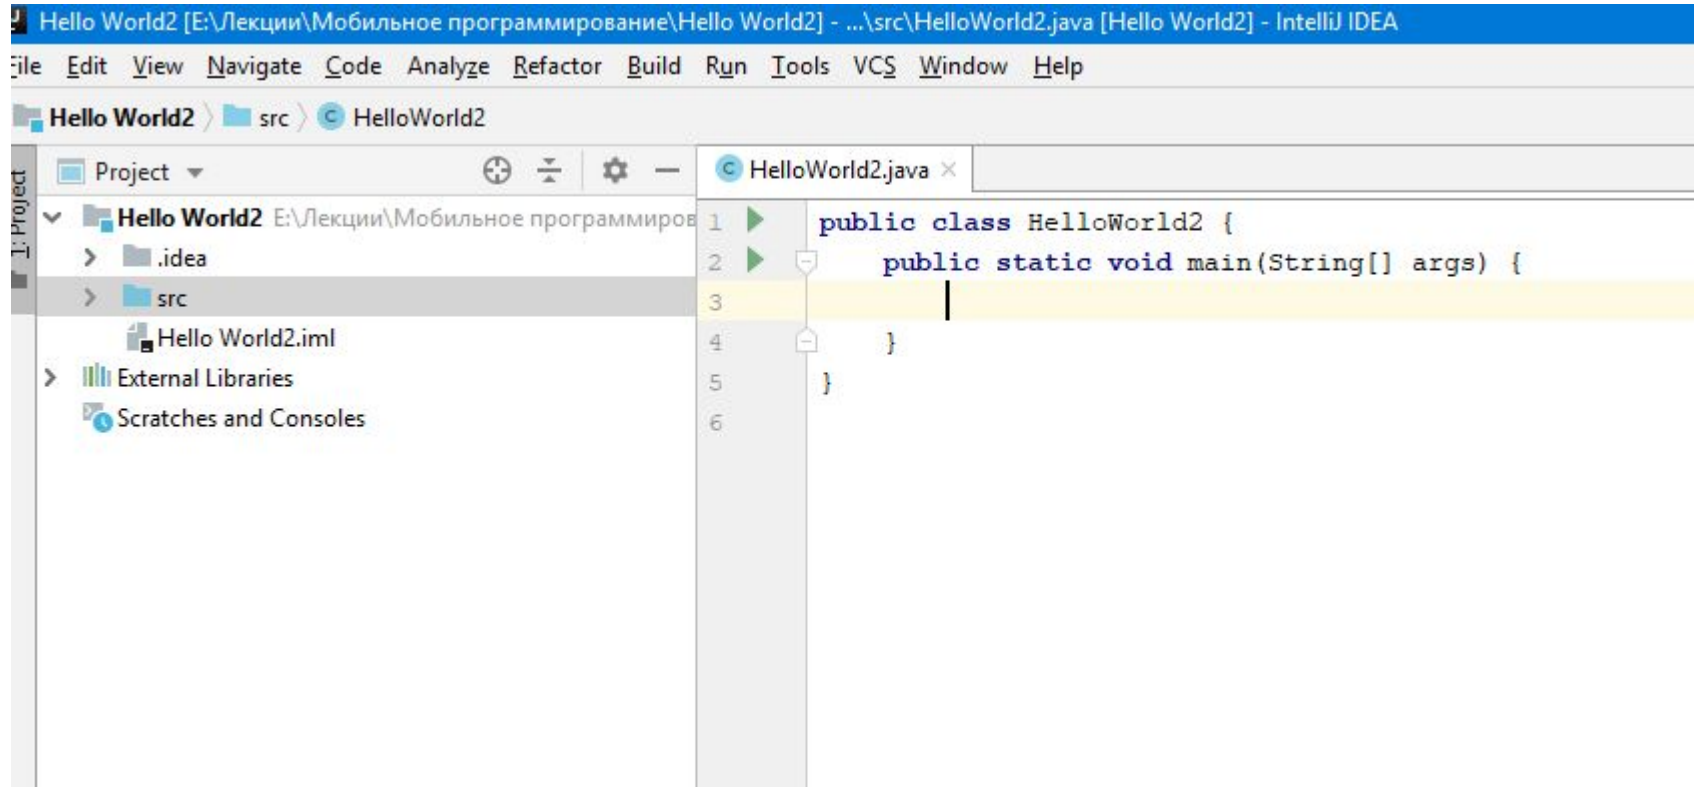 Hello World2 [E:\Лекции\Мобильное программирование\Hello World2] - ...\src\HelloWorld2.java [Hello World2] - IntelliJ IDEA
File Edit View Navigate Code Analyze Refactor Build Run Tools VCS Window Help
Hello World2 src HelloWorld2
1: Project
Project
Hello World2 E:\Лекции\Мобильное программиров
.idea
src
Hello World2.iml
External Libraries
Scratches and Consoles
HelloWorld2.java
1 public class HelloWorld2 {
2 public static void main(String[] args) {
3
4 }
5 }
6